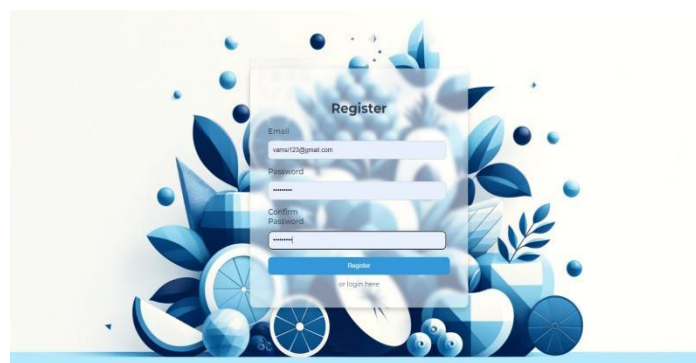 Register
Email
vamsi123@gmail.com
Password
•••••••••
Confirm
Password
•••••••••
Register
or login here